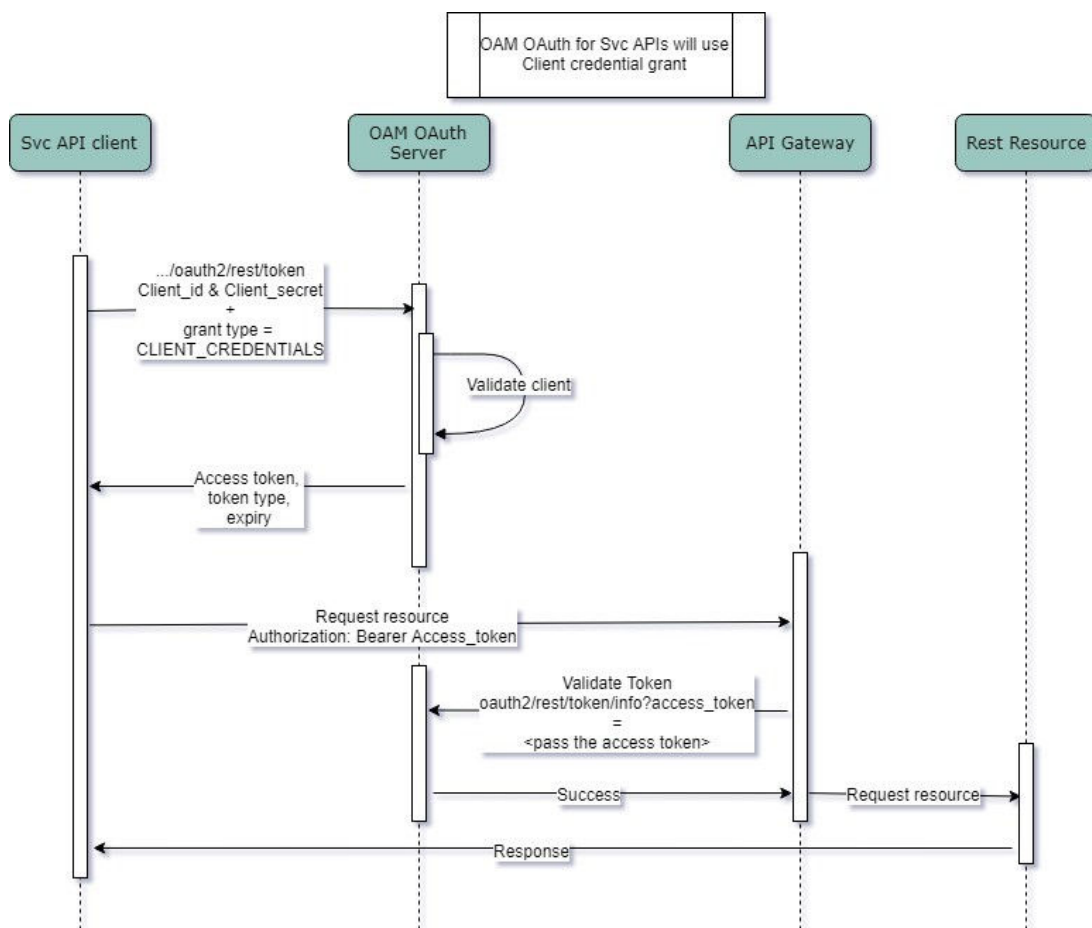 OAM OAuth for Svc APIs will use
Client credential grant
Svc API client
OAM OAuth
Server
API Gateway
Rest Resource
.../oauth2/rest/token
Client_id & Client_secret
+
grant type =
CLIENT_CREDENTIALS
Validate client
Access token,
token type,
expiry
Request resource
Authorization: Bearer Access_token
Validate Token
oauth2/rest/token/info?access_token
=
<pass the access token>
Success
Request resource
Response